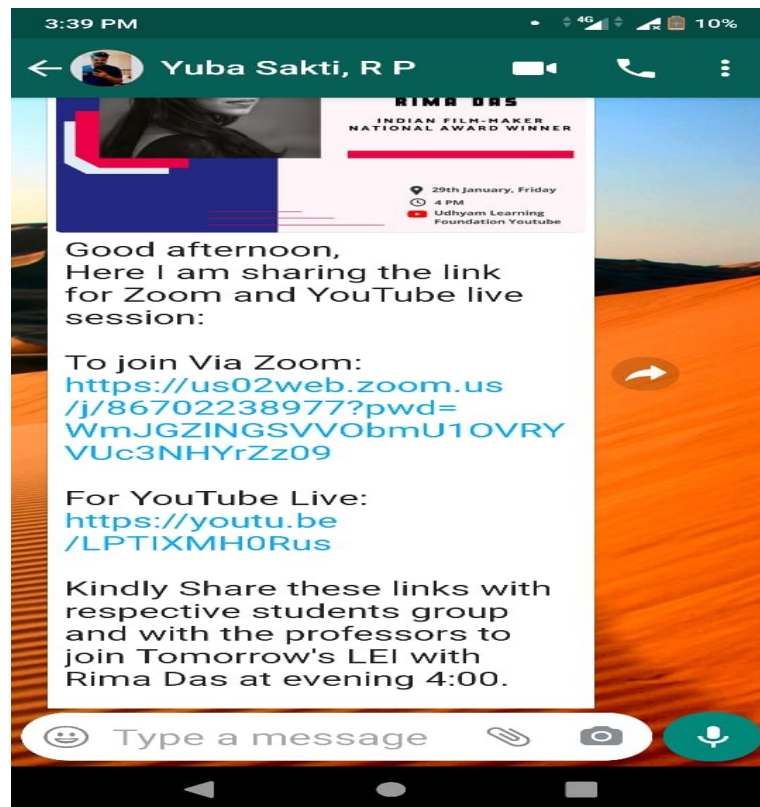 3:39 PM
4G
10%
Yuba Sakti, R P
RIMA DAS
INDIAN FILM-MAKER
NATIONAL AWARD WINNER
29th January, Friday
4 PM
Udhyam Learning
Foundation Youtube
Good afternoon,
Here I am sharing the link
for Zoom and YouTube live
session:
To join Via Zoom:
https://us02web.zoom.us
/j/86702238977?pwd=
WmJGZlNGSVVObmU1OVRY
VUc3NHYrZz09
For YouTube Live:
https://youtu.be
/LPTIXMH0Rus
Kindly Share these links with
respective students group
and with the professors to
join Tomorrow's LEI with
Rima Das at evening 4:00.
Type a message